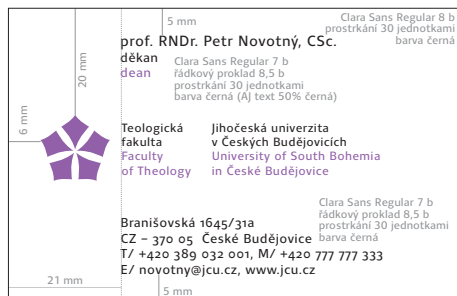 5 mm
Clara Sans Regular 8 b
prostrkání 30 jednotkami
barva černá
prof. RNDr. Petr Novotný, CSc.
děkan
dean
Clara Sans Regular 7 b
řádkový proklad 8,5 b
prostrkání 30 jednotkami
barva černá (AJ text 50% černá)
20 mm
6 mm
Teologická
fakulta
Faculty
of Theology
Jihočeská univerzita
v Českých Budějovicích
University of South Bohemia
in České Budějovice
Clara Sans Regular 7 b
řádkový proklad 8,5 b
prostrkání 30 jednotkami
barva černá
Branišovská 1645/31a
CZ – 370 05 České Budějovice
T/ +420 389 032 001, M/ +420 777 777 333
E/ novotny@jcu.cz, www.jcu.cz
21 mm
5 mm